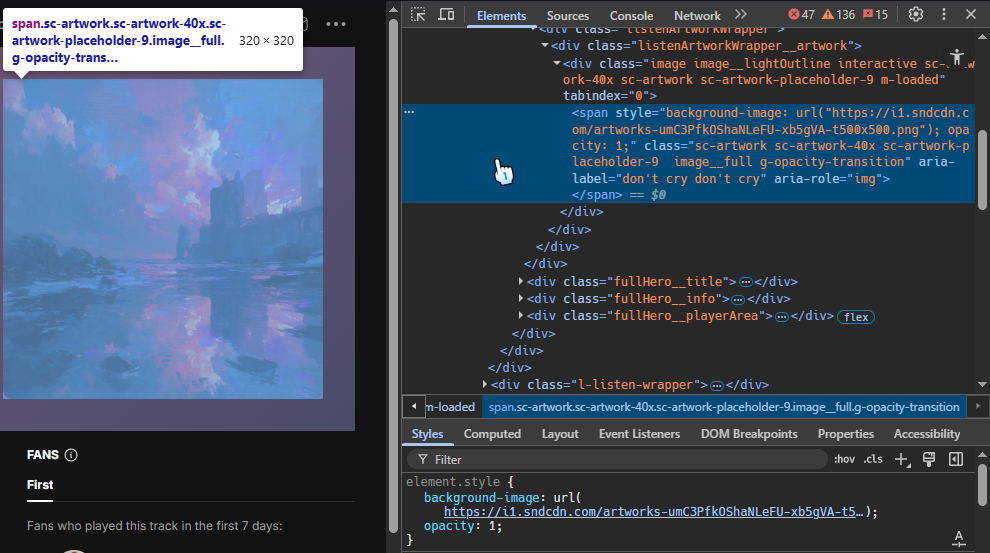 span.sc-artwork.sc-artwork-40x.sc-
artwork-placeholder-9.image__full.
g-opacity-trans...
320 × 320
FANS
First
Fans who played this track in the first 7 days:
Elements
Sources
Console
Network
47
136
15
listenArtworkWrapper">
<div class="listenArtworkWrapper__artwork">
<div class="image image__lightOutline interactive sc-
ork-40x sc-artwork sc-artwork-placeholder-9 m-loaded"
tabindex="0">
<span style="background-image: url("https://i1.sndcdn.c
om/artworks-umC3PfkOShaNLeFU-xb5gVA-t500x500.png"); opa
city: 1;" class="sc-artwork sc-artwork-40x sc-artwork-p
laceholder-9  image__full g-opacity-transition" aria-
label="don't cry don't cry" aria-role="img">
</span> == $0
</div>
</div>
</div>
</div>
<div class="fullHero__title">…</div>
<div class="fullHero__info">…</div>
<div class="fullHero__playerArea">…</div> flex
</div>
</div>
</div>
<div class="l-listen-wrapper">…</div>
m-loaded span.sc-artwork.sc-artwork-40x.sc-artwork-placeholder-9.image__full.g-opacity-transition
Styles
Computed
Layout
Event Listeners
DOM Breakpoints
Properties
Accessibility
Filter
:hov
.cls
element.style {
background-image: url(
https://i1.sndcdn.com/artworks-umC3PfkOShaNLeFU-xb5gVA-t5…);
opacity: 1;
}